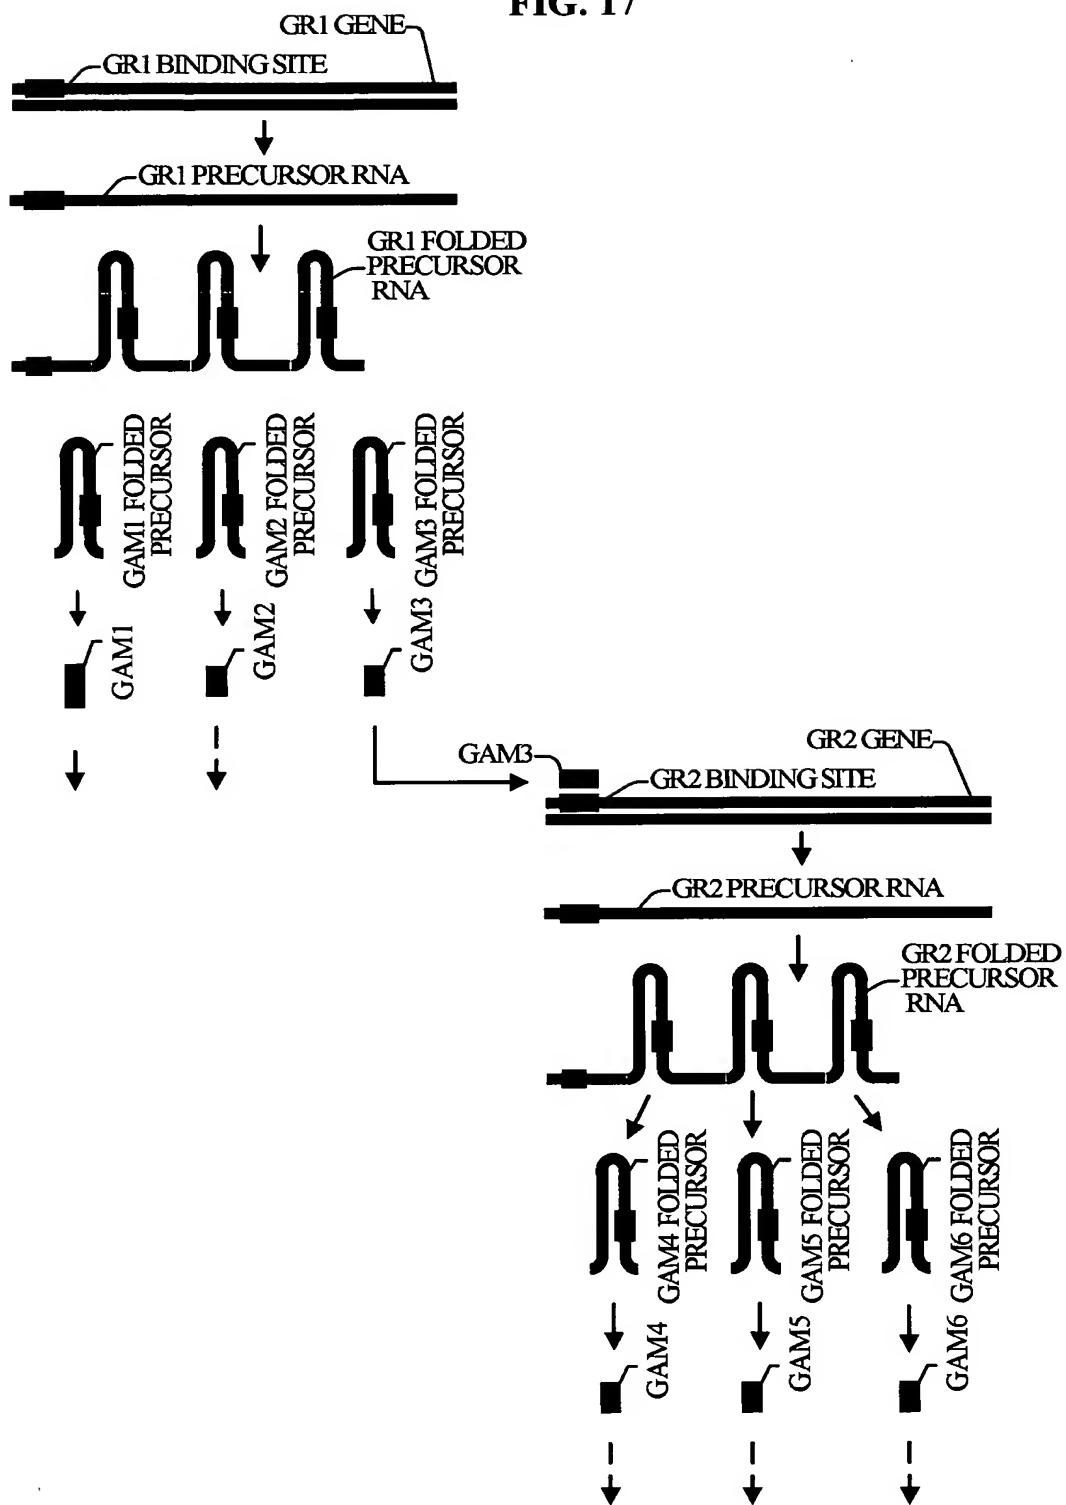 FIG. 17
GR1 GENE
GR1 BINDING SITE
GR1 PRECURSOR RNA
GR1 FOLDED
PRECURSOR
RNA
GAM1 FOLDED
PRECURSOR
GAM2 FOLDED
PRECURSOR
GAM3 FOLDED
PRECURSOR
GAM1
GAM2
GAM3
GAM3
GR2 GENE
GR2 BINDING SITE
GR2 PRECURSOR RNA
GR2 FOLDED
PRECURSOR
RNA
GAM4 FOLDED
PRECURSOR
GAM5 FOLDED
PRECURSOR
GAM6 FOLDED
PRECURSOR
GAM4
GAM5
GAM6